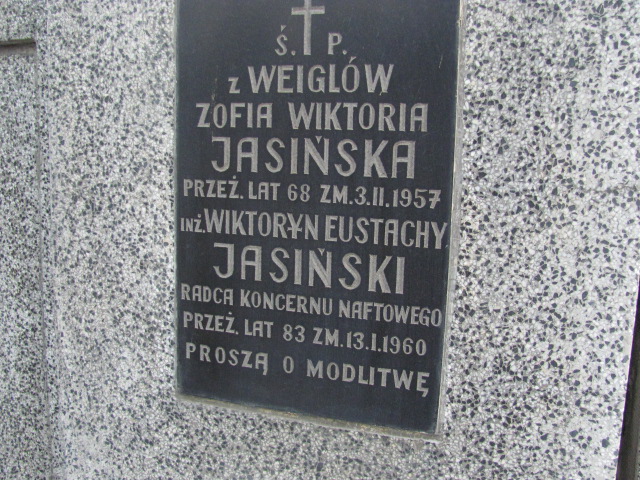 Ś. P.
z WEIGLÓW
ZOFIA WIKTORIA
JASIŃSKA
PRZEŻ. LAT 68 ZM. 3.II.1957
INŻ. WIKTORYN EUSTACHY
JASIŃSKI
RADCA KONCERNU NAFTOWEGO
PRZEŻ. LAT 83 ZM. 13.I.1960
PROSZĄ O MODLITWĘ